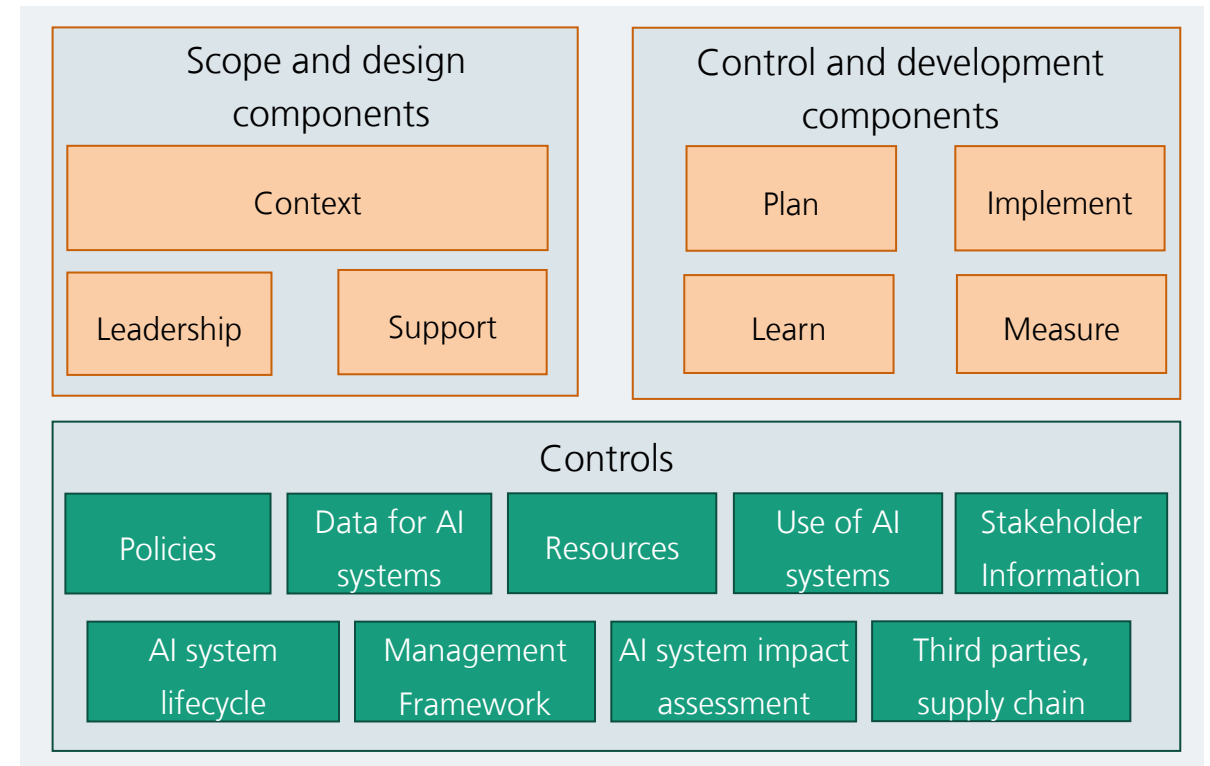 Scope and design
components
Context
Leadership
Support
Control and development
components
Plan
Implement
Learn
Measure
Controls
Policies
Data for AI
systems
Resources
Use of AI
systems
Stakeholder
Information
AI system
lifecycle
Management
Framework
AI system impact
assessment
Third parties,
supply chain